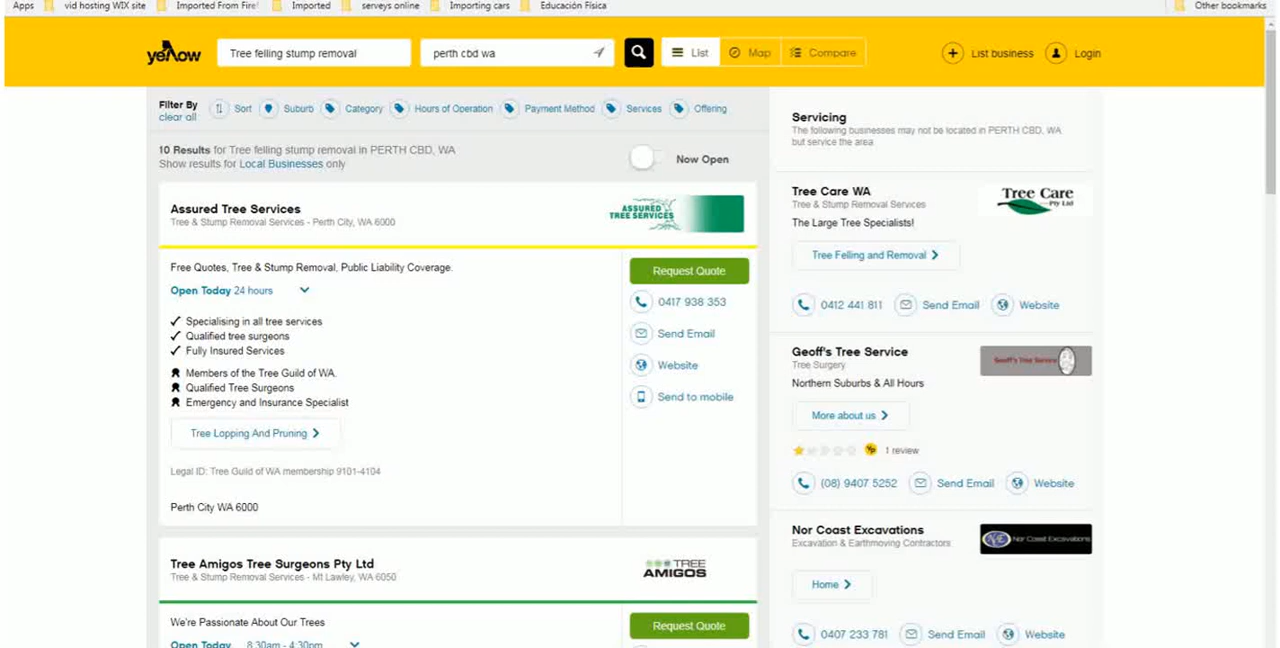 Apps vid hosting WIX site Imported From Fire! Imported serveys online Importing cars Educación Física Other bookmarks
yellow Tree felling stump removal perth cbd wa List Map Compare List business Login
Filter By Sort Suburb Category Hours of Operation Payment Method Services Offering
clear all
10 Results for Tree felling stump removal in PERTH CBD, WA
Show results for Local Businesses only
Now Open
Assured Tree Services
Tree & Stump Removal Services - Perth City, WA 6000
ASSURED
TREE SERVICES
Free Quotes, Tree & Stump Removal, Public Liability Coverage.
Open Today 24 hours
Specialising in all tree services
Qualified tree surgeons
Fully Insured Services
Members of the Tree Guild of WA.
Qualified Tree Surgeons
Emergency and Insurance Specialist
Tree Lopping And Pruning
Legal ID: Tree Guild of WA membership 9101-4104
Perth City WA 6000
Request Quote
0417 938 353
Send Email
Website
Send to mobile
Tree Amigos Tree Surgeons Pty Ltd
Tree & Stump Removal Services - Mt Lawley, WA 6050
TREE
AMIGOS
We're Passionate About Our Trees
Open Today 8:30am - 4:30pm
Request Quote
Servicing
The following businesses may not be located in PERTH CBD, WA
but service the area
Tree Care WA
Tree & Stump Removal Services
The Large Tree Specialists!
Tree Care
Pty Ltd
Tree Felling and Removal
0412 441 811 Send Email Website
Geoff's Tree Service
Tree Surgery
Northern Suburbs & All Hours
Geoff's Tree Service
More about us
1 review
(08) 9407 5252 Send Email Website
Nor Coast Excavations
Excavation & Earthmoving Contractors
Nor Coast Excavations
Home
0407 233 781 Send Email Website